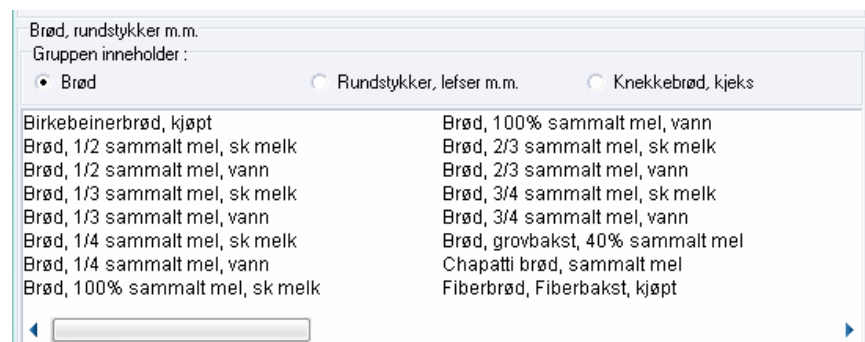 Brød, rundstykker m.m.
Gruppen inneholder :
Brød
Rundstykker, lefser m.m.
Knekkebrød, kjeks
Birkebeinerbrød, kjøpt
Brød, 1/2 sammalt mel, sk melk
Brød, 1/2 sammalt mel, vann
Brød, 1/3 sammalt mel, sk melk
Brød, 1/3 sammalt mel, vann
Brød, 1/4 sammalt mel, sk melk
Brød, 1/4 sammalt mel, vann
Brød, 100% sammalt mel, sk melk
Brød, 100% sammalt mel, vann
Brød, 2/3 sammalt mel, sk melk
Brød, 2/3 sammalt mel, vann
Brød, 3/4 sammalt mel, sk melk
Brød, 3/4 sammalt mel, vann
Brød, grovbakst, 40% sammalt mel
Chapatti brød, sammalt mel
Fiberbrød, Fiberbakst, kjøpt